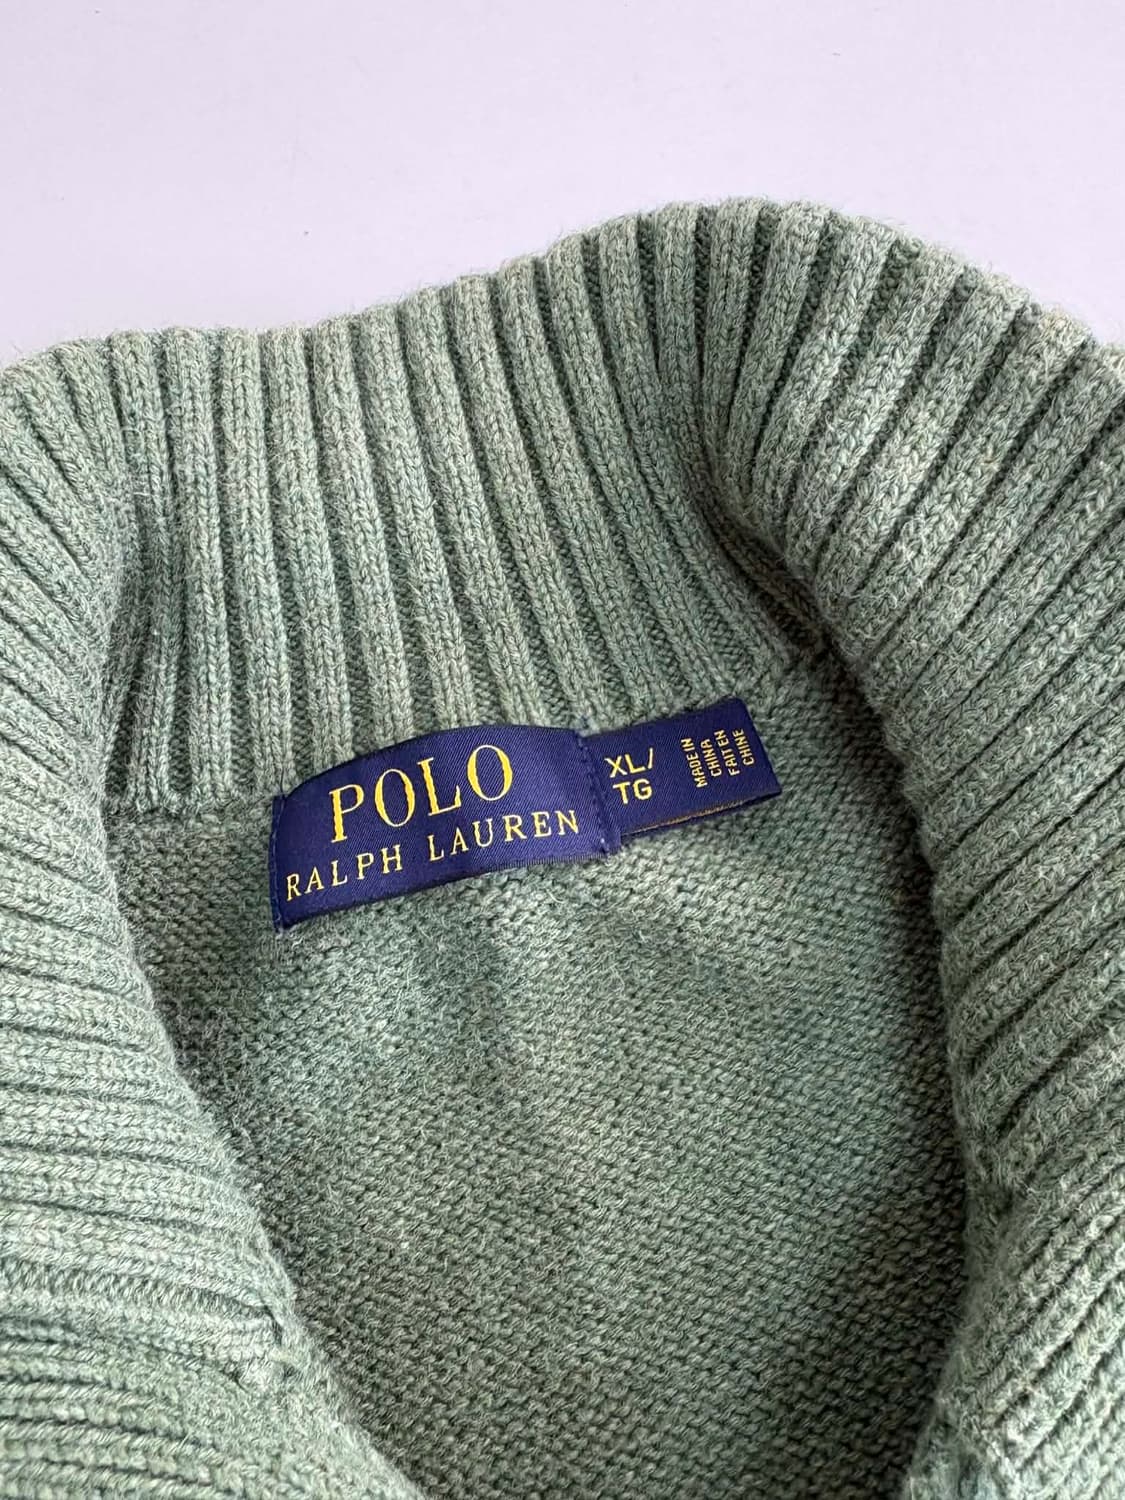 POLO
RALPH LAUREN
XL/
TG
MADE IN
CHINA
FAIT EN
CHINE